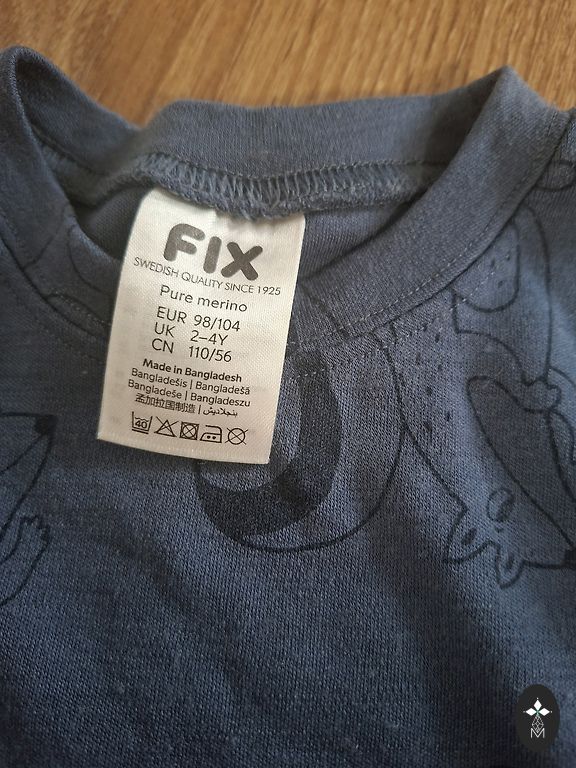 FIX
SWEDISH QUALITY SINCE 1925
Pure merino
EUR 98/104
UK 2–4Y
CN 110/56
Made in Bangladesh
Bangladešis | Bangladešā
Bangladeše | Bangladeszu
孟加拉国制造 | بنجلاديش
40
M